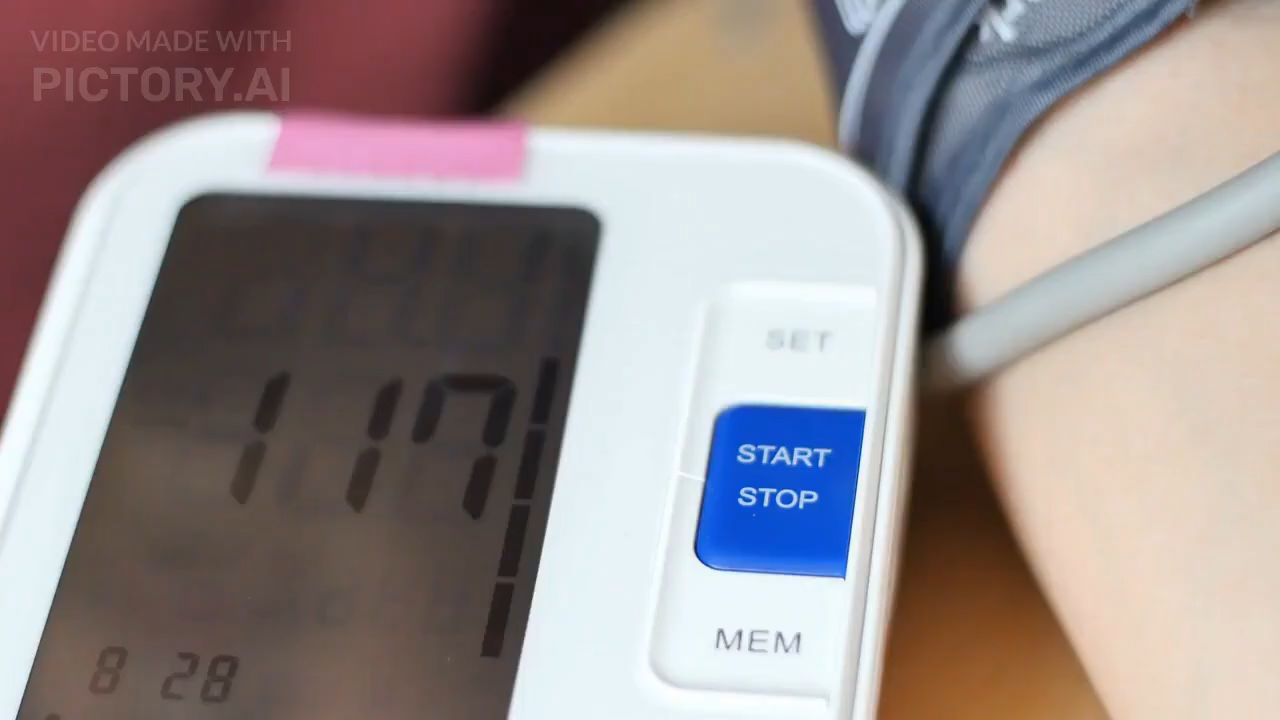 VIDEO MADE WITH
PICTORY.AI
SET
117
START
STOP
MEM
8 28